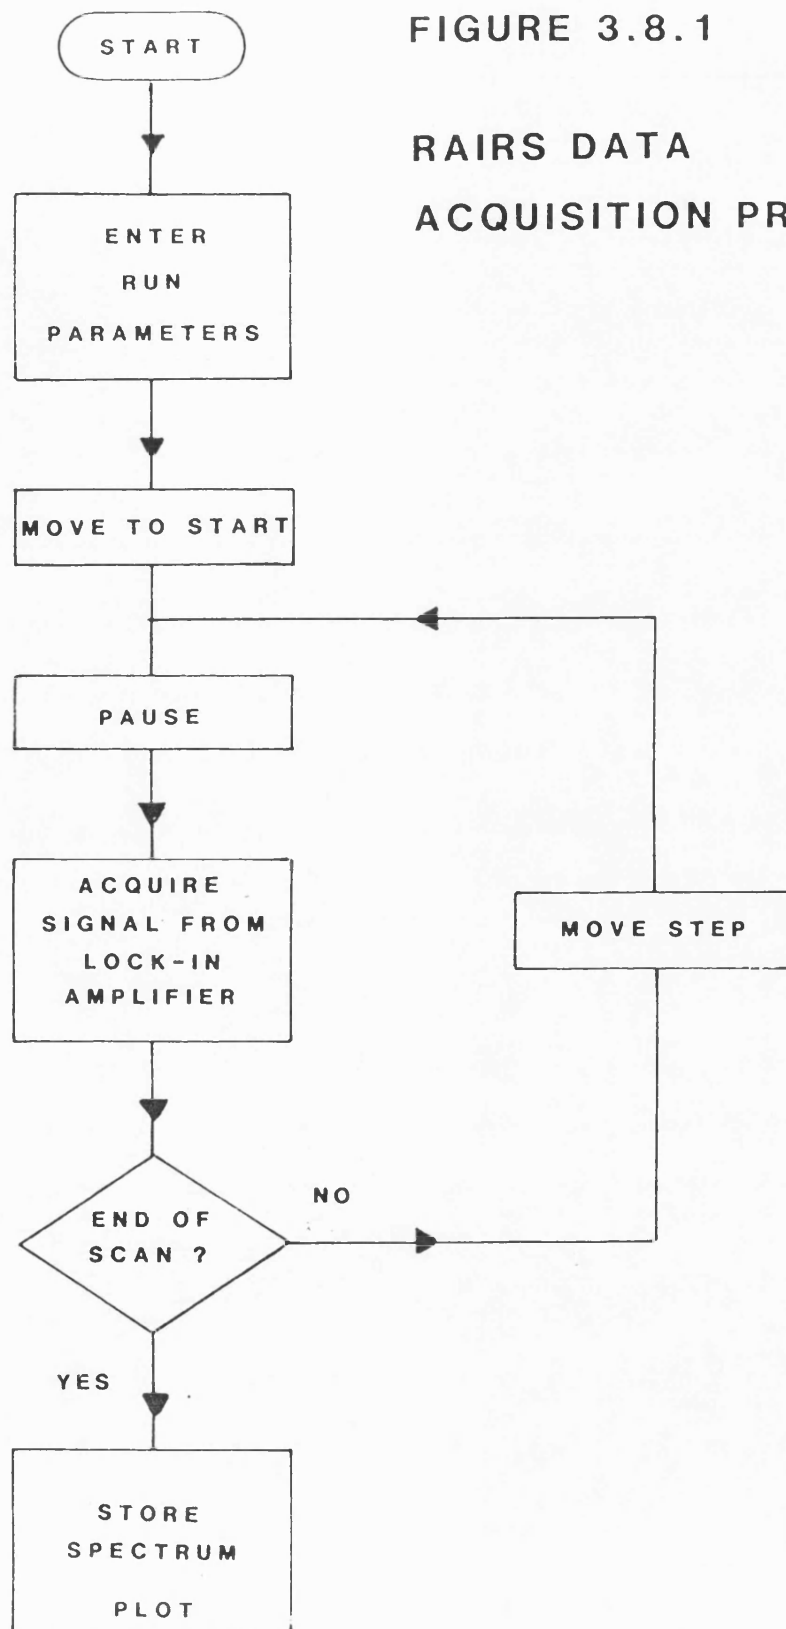 START
FIGURE 3.8.1
RAIRS DATA
ACQUISITION PR
ENTER
RUN
PARAMETERS
MOVE TO START
PAUSE
ACQUIRE
SIGNAL FROM
LOCK-IN
AMPLIFIER
MOVE STEP
NO
END OF
SCAN ?
YES
STORE
SPECTRUM
PLOT